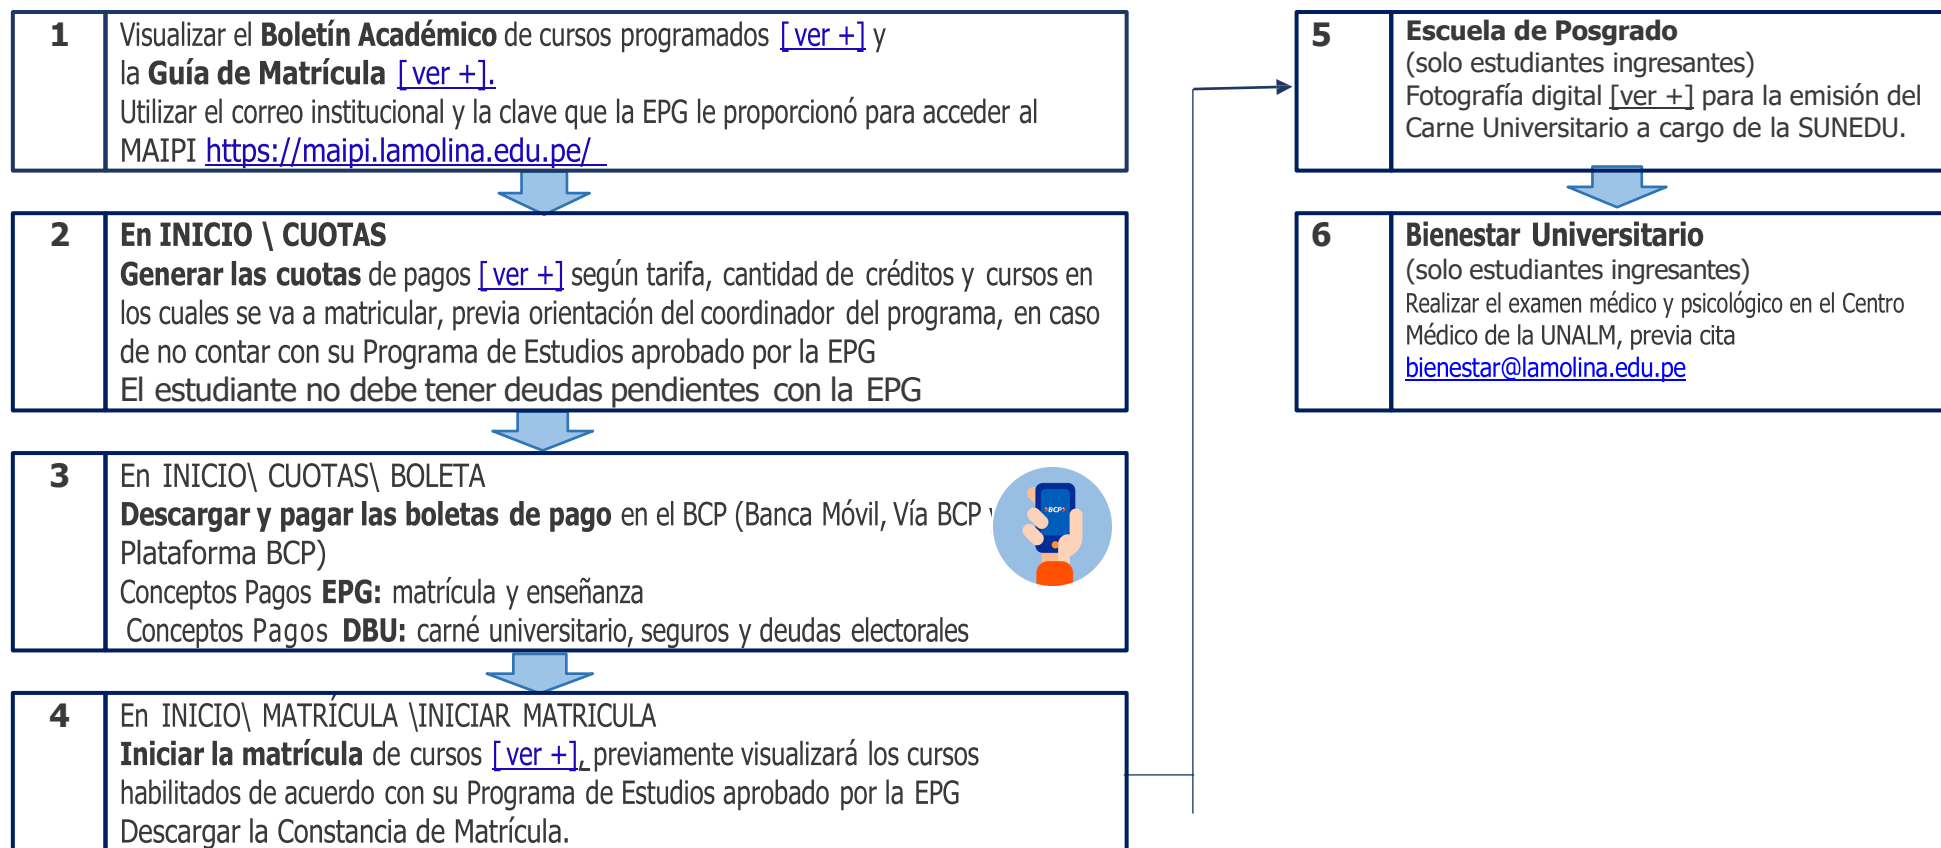 1
Visualizar el Boletín Académico de cursos programados [ ver +] y
la Guía de Matrícula [ ver +].
Utilizar el correo institucional y la clave que la EPG le proporcionó para acceder al
MAIPI https://maipi.lamolina.edu.pe/
2
En INICIO \ CUOTAS
Generar las cuotas de pagos [ ver +] según tarifa, cantidad de créditos y cursos en
los cuales se va a matricular, previa orientación del coordinador del programa, en caso
de no contar con su Programa de Estudios aprobado por la EPG
El estudiante no debe tener deudas pendientes con la EPG
3
En INICIO\ CUOTAS\ BOLETA
Descargar y pagar las boletas de pago en el BCP (Banca Móvil, Vía BCP
Plataforma BCP)
Conceptos Pagos EPG: matrícula y enseñanza
Conceptos Pagos DBU: carné universitario, seguros y deudas electorales
BCP
4
En INICIO\ MATRÍCULA \INICIAR MATRICULA
Iniciar la matrícula de cursos [ ver +], previamente visualizará los cursos
habilitados de acuerdo con su Programa de Estudios aprobado por la EPG
Descargar la Constancia de Matrícula.
5
Escuela de Posgrado
(solo estudiantes ingresantes)
Fotografía digital [ver +] para la emisión del
Carne Universitario a cargo de la SUNEDU.
6
Bienestar Universitario
(solo estudiantes ingresantes)
Realizar el examen médico y psicológico en el Centro
Médico de la UNALM, previa cita
bienestar@lamolina.edu.pe